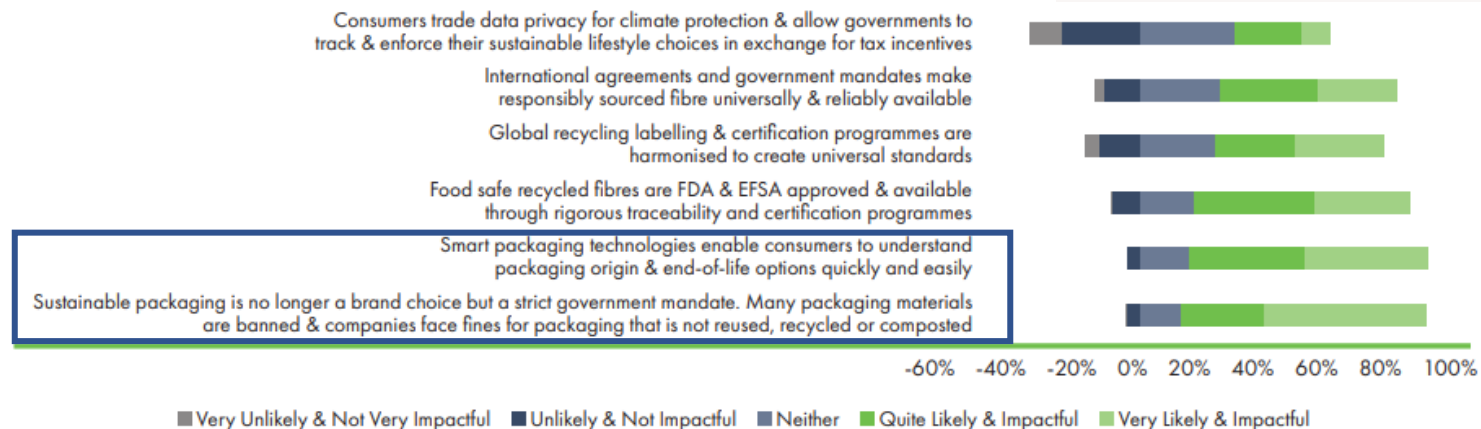 Consumers trade data privacy for climate protection & allow governments to
track & enforce their sustainable lifestyle choices in exchange for tax incentives
International agreements and government mandates make
responsibly sourced fibre universally & reliably available
Global recycling labelling & certification programmes are
harmonised to create universal standards
Food safe recycled fibres are FDA & EFSA approved & available
through rigorous traceability and certification programmes
Smart packaging technologies enable consumers to understand
packaging origin & end-of-life options quickly and easily
Sustainable packaging is no longer a brand choice but a strict government mandate. Many packaging materials
are banned & companies face fines for packaging that is not reused, recycled or composted
-60% -40% -20% 0% 20% 40% 60% 80% 100%
Very Unlikely & Not Very Impactful Unlikely & Not Impactful Neither Quite Likely & Impactful Very Likely & Impactful